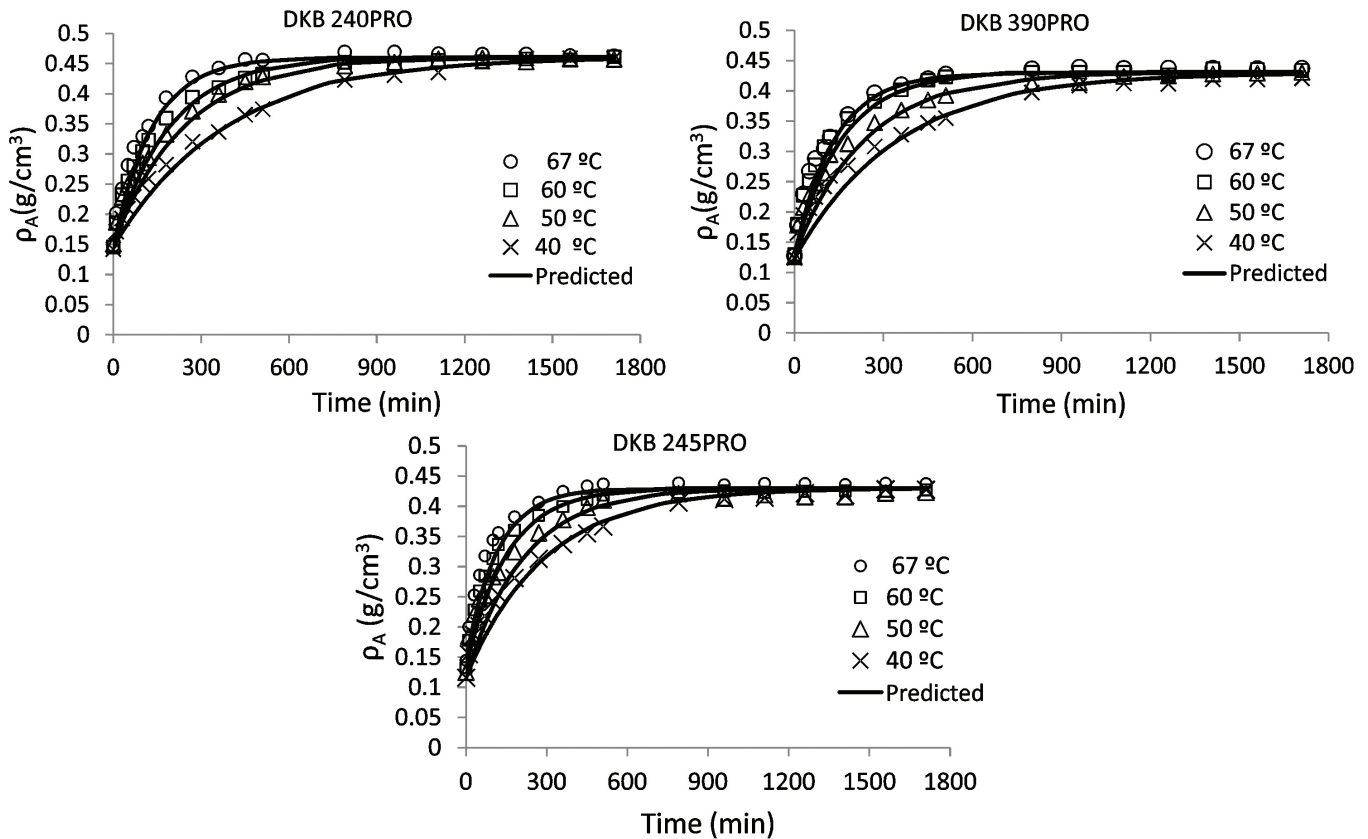 DKB 240PRO
0.5
0.45
0.4
0.35
0.3
0.25
0.2
0.15
0.1
0.05
0
ρA(g/cm³)
67 ºC
60 ºC
50 ºC
40 ºC
Predicted
0 300 600 900 1200 1500 1800
Time (min)
DKB 390PRO
0.5
0.45
0.4
0.35
0.3
0.25
0.2
0.15
0.1
0.05
0
ρA (g/cm³)
67 ºC
60 ºC
50 ºC
40 ºC
Predicted
0 300 600 900 1200 1500 1800
Time (min)
DKB 245PRO
0.5
0.45
0.4
0.35
0.3
0.25
0.2
0.15
0.1
0.05
0
ρA (g/cm³)
67 ºC
60 ºC
50 ºC
40 ºC
Predicted
0 300 600 900 1200 1500 1800
Time (min)